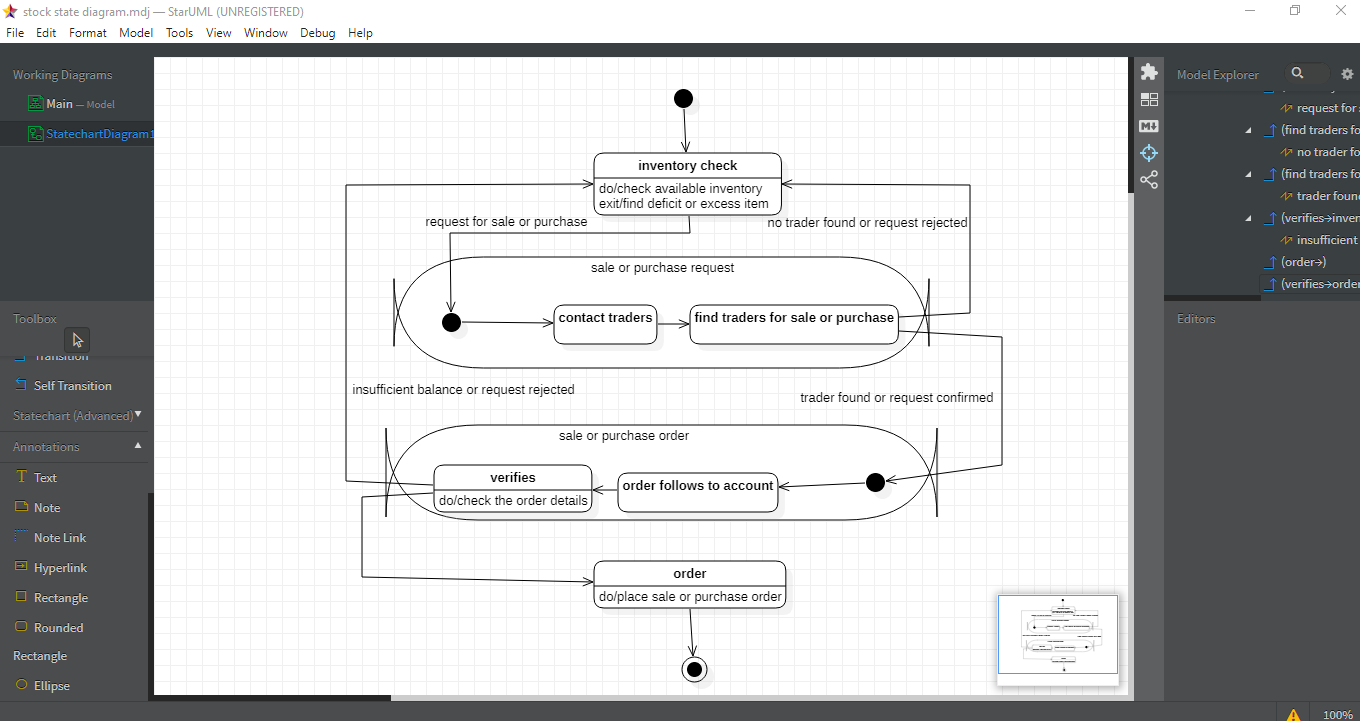 stock state diagram.mdj — StarUML (UNREGISTERED)
File Edit Format Model Tools View Window Debug Help
Working Diagrams
Main — Model
StatechartDiagram1
Toolbox
Transition
Self Transition
Statechart (Advanced)
Annotations
Text
Note
Note Link
Hyperlink
Rectangle
Rounded
Rectangle
Ellipse
inventory check
do/check available inventory
exit/find deficit or excess item
request for sale or purchase
no trader found or request rejected
sale or purchase request
contact traders
find traders for sale or purchase
insufficient balance or request rejected
trader found or request confirmed
sale or purchase order
verifies
do/check the order details
order follows to account
order
do/place sale or purchase order
Model Explorer
request for
(find traders fo
no trader fo
(find traders fo
trader found
(verifies→inven
insufficient
(order→)
(verifies→order
Editors
100%